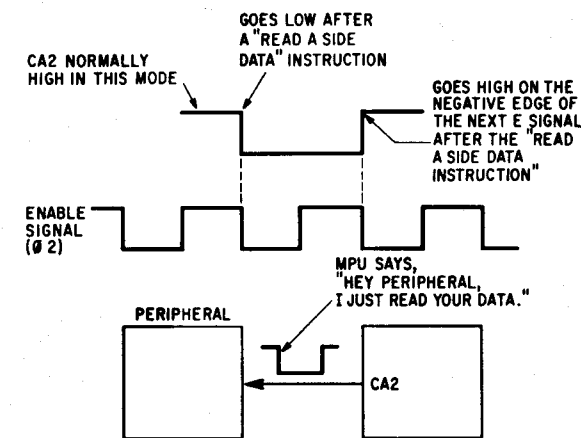 GOES LOW AFTER
A "READ A SIDE
DATA" INSTRUCTION
CA2 NORMALLY
HIGH IN THIS MODE
GOES HIGH ON THE
NEGATIVE EDGE OF
THE NEXT E SIGNAL
AFTER THE "READ
A SIDE DATA
INSTRUCTION"
ENABLE
SIGNAL
(Ø 2)
MPU SAYS,
"HEY PERIPHERAL,
I JUST READ YOUR DATA."
PERIPHERAL
CA2